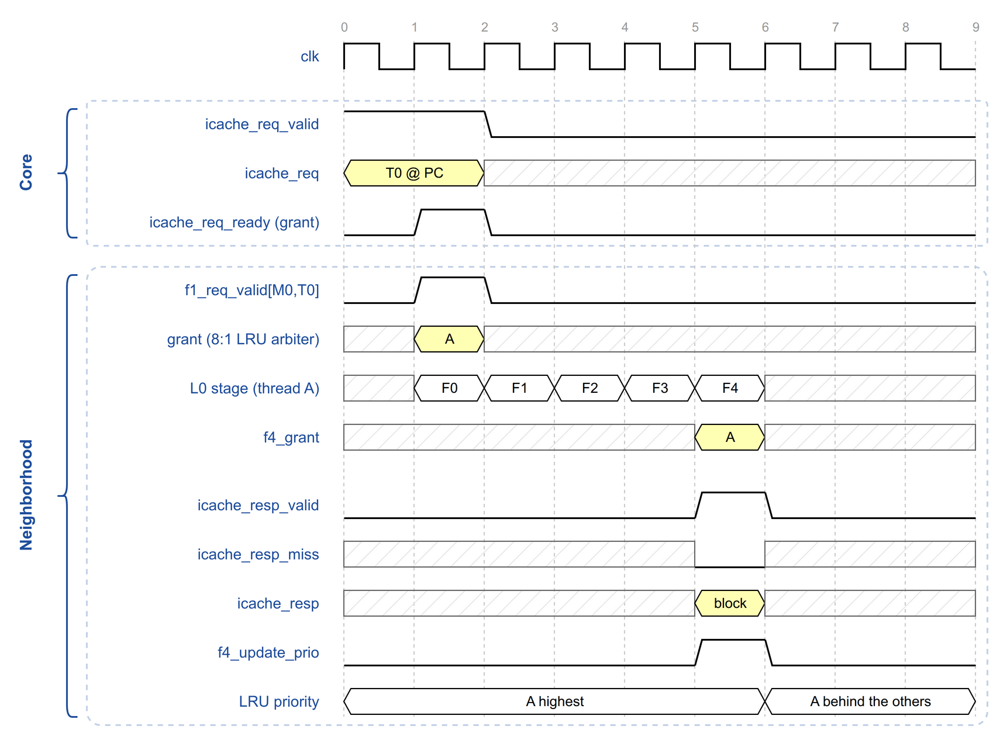 0 1 2 3 4 5 6 7 8 9
clk
Core
icache_req_valid
icache_req T0 @ PC
icache_req_ready (grant)
Neighborhood
f1_req_valid[M0,T0]
grant (8:1 LRU arbiter) A
L0 stage (thread A) F0 F1 F2 F3 F4
f4_grant A
icache_resp_valid
icache_resp_miss
icache_resp block
f4_update_prio
LRU priority A highest A behind the others